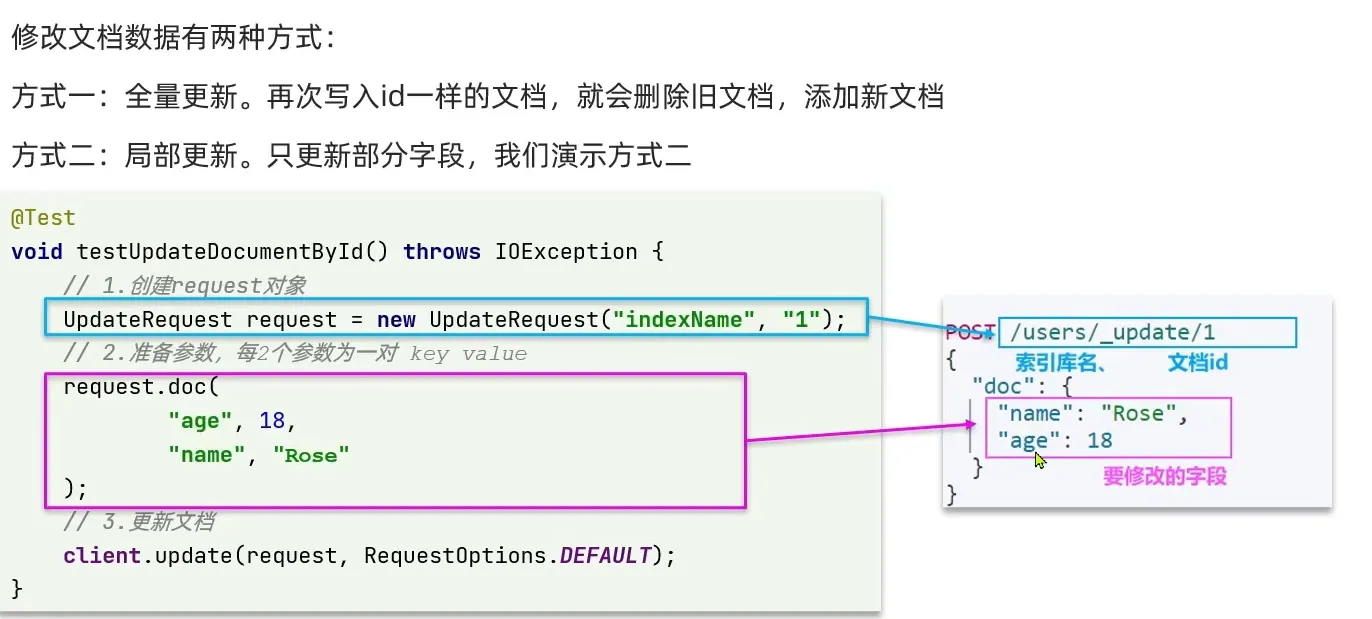 修改文档数据有两种方式：
方式一：全量更新。再次写入id一样的文档，就会删除旧文档，添加新文档
方式二：局部更新。只更新部分字段，我们演示方式二
@Test
void testUpdateDocumentById() throws IOException {
// 1.创建request对象
UpdateRequest request = new UpdateRequest("indexName", "1");
// 2.准备参数，每2个参数为一对 key value
request.doc(
"age", 18,
"name", "Rose"
);
// 3.更新文档
client.update(request, RequestOptions.DEFAULT);
}
POST /users/_update/1
{ 索引库名、 文档id
"doc": {
"name": "Rose",
"age": 18
} 要修改的字段
}